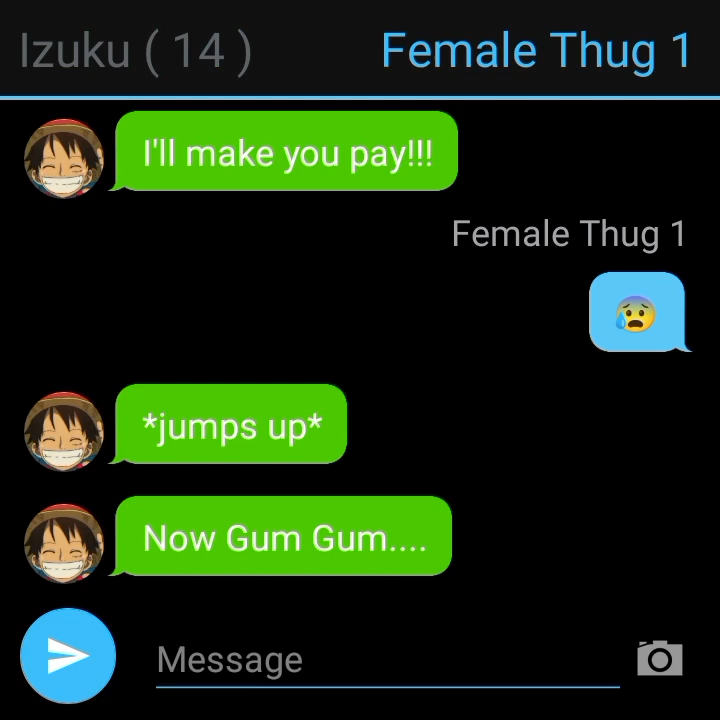 Izuku ( 14 ) Female Thug 1
I'll make you pay!!!
Female Thug 1
😰
*jumps up*
Now Gum Gum....
Message